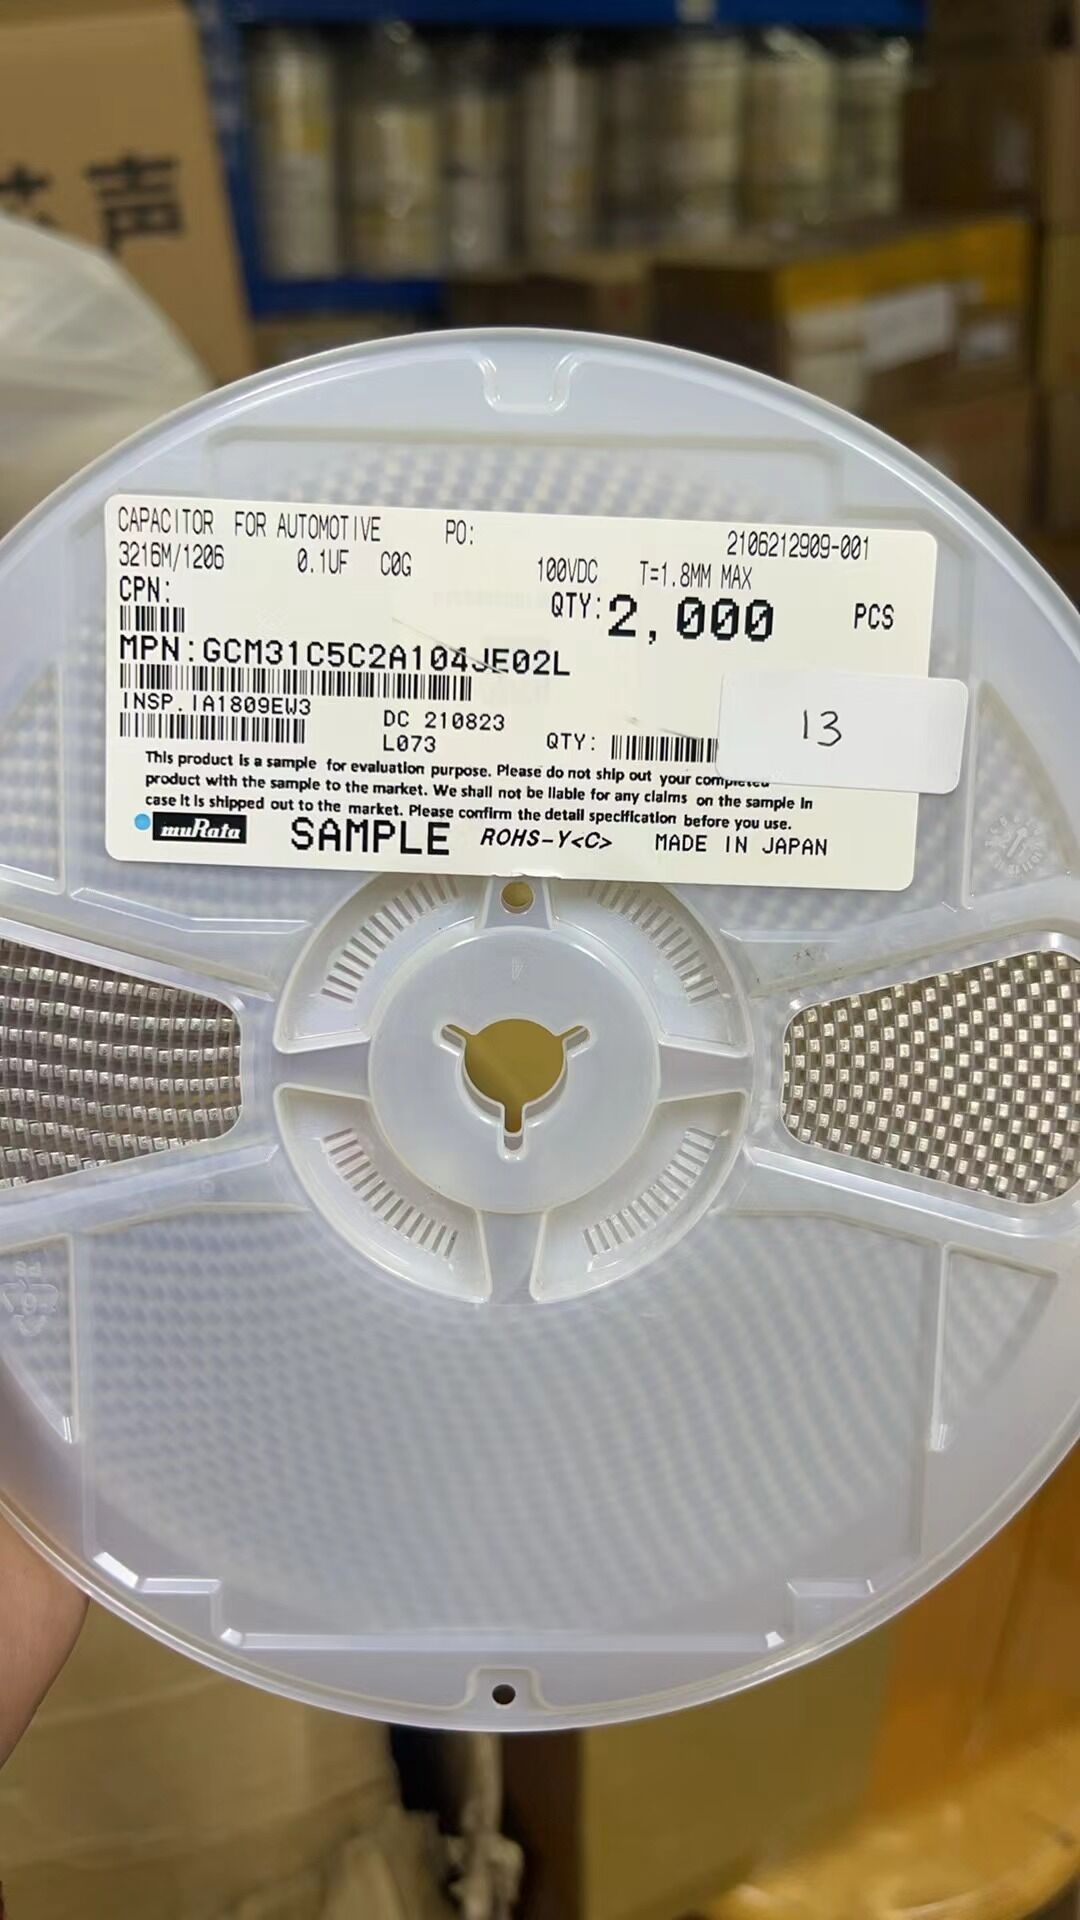 声
CAPACITOR FOR AUTOMOTIVE PO: 2106212909-001
3216M/1206 0.1UF C0G 100VDC T=1.8MM MAX
CPN: QTY:2,000 PCS
MPN:GCM31C5C2A104JE02L
INSP.IA1809EW3 DC 210823
L073 QTY:
13
This product is a sample for evaluation purpose. Please do not ship out your completed
product with the sample to the market. We shall not be liable for any claims on the sample in
case it is shipped out to the market. Please confirm the detail specification before you use.
muRata SAMPLE ROHS-Y<C> MADE IN JAPAN
4
PS
6